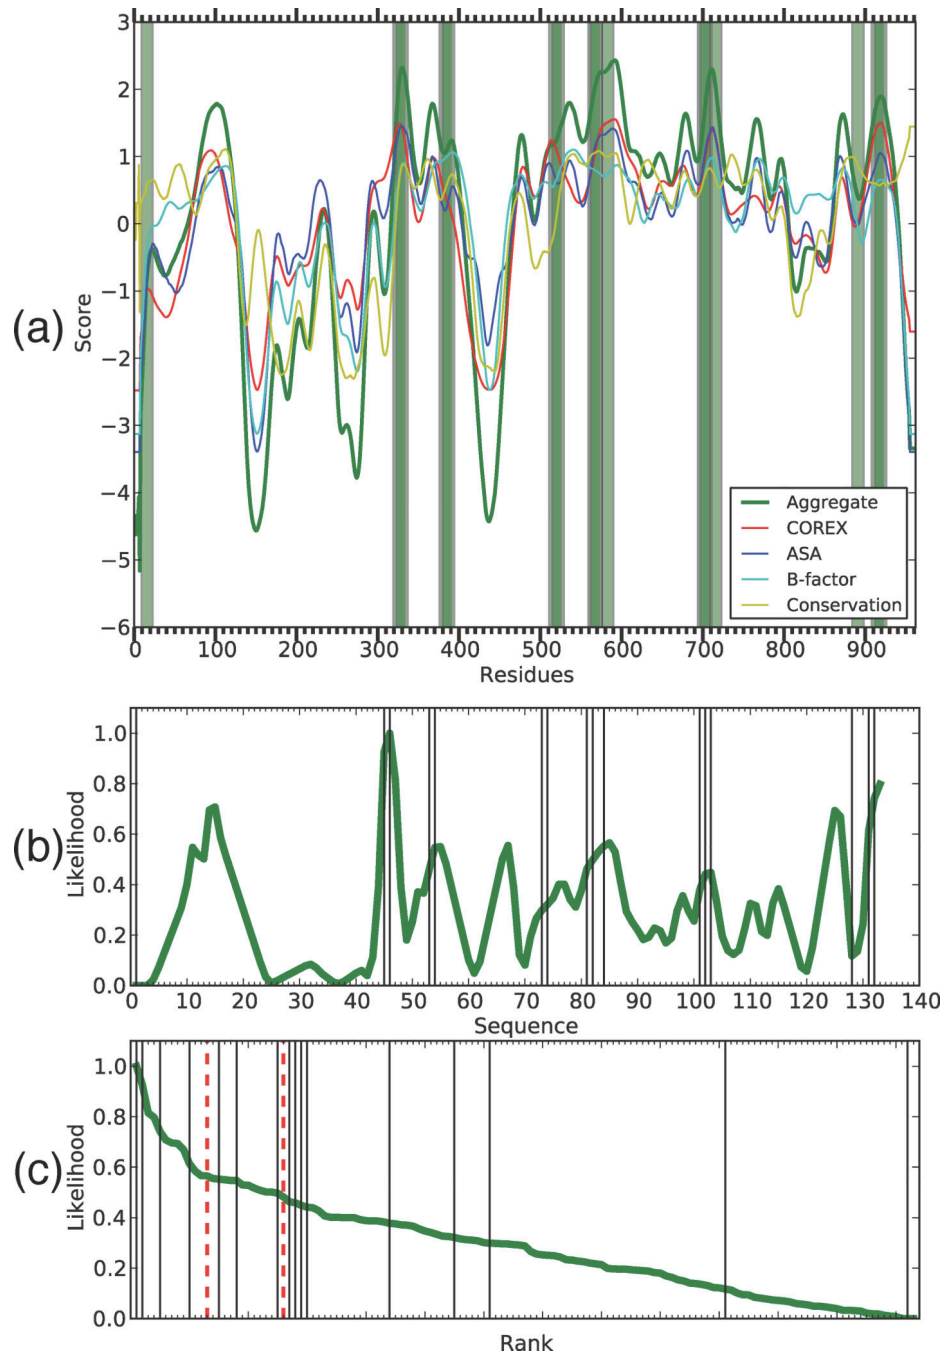 3
2
1
0
−1
−2
−3
−4
−5
−6
Score
(a)
Aggregate
COREX
ASA
B-factor
Conservation
0 100 200 300 400 500 600 700 800 900
Residues
1.0
0.8
0.6
0.4
0.2
0.0
Likelihood
(b)
0 10 20 30 40 50 60 70 80 90 100 110 120 130 140
Sequence
1.0
0.8
0.6
0.4
0.2
0.0
Likelihood
(c)
Rank